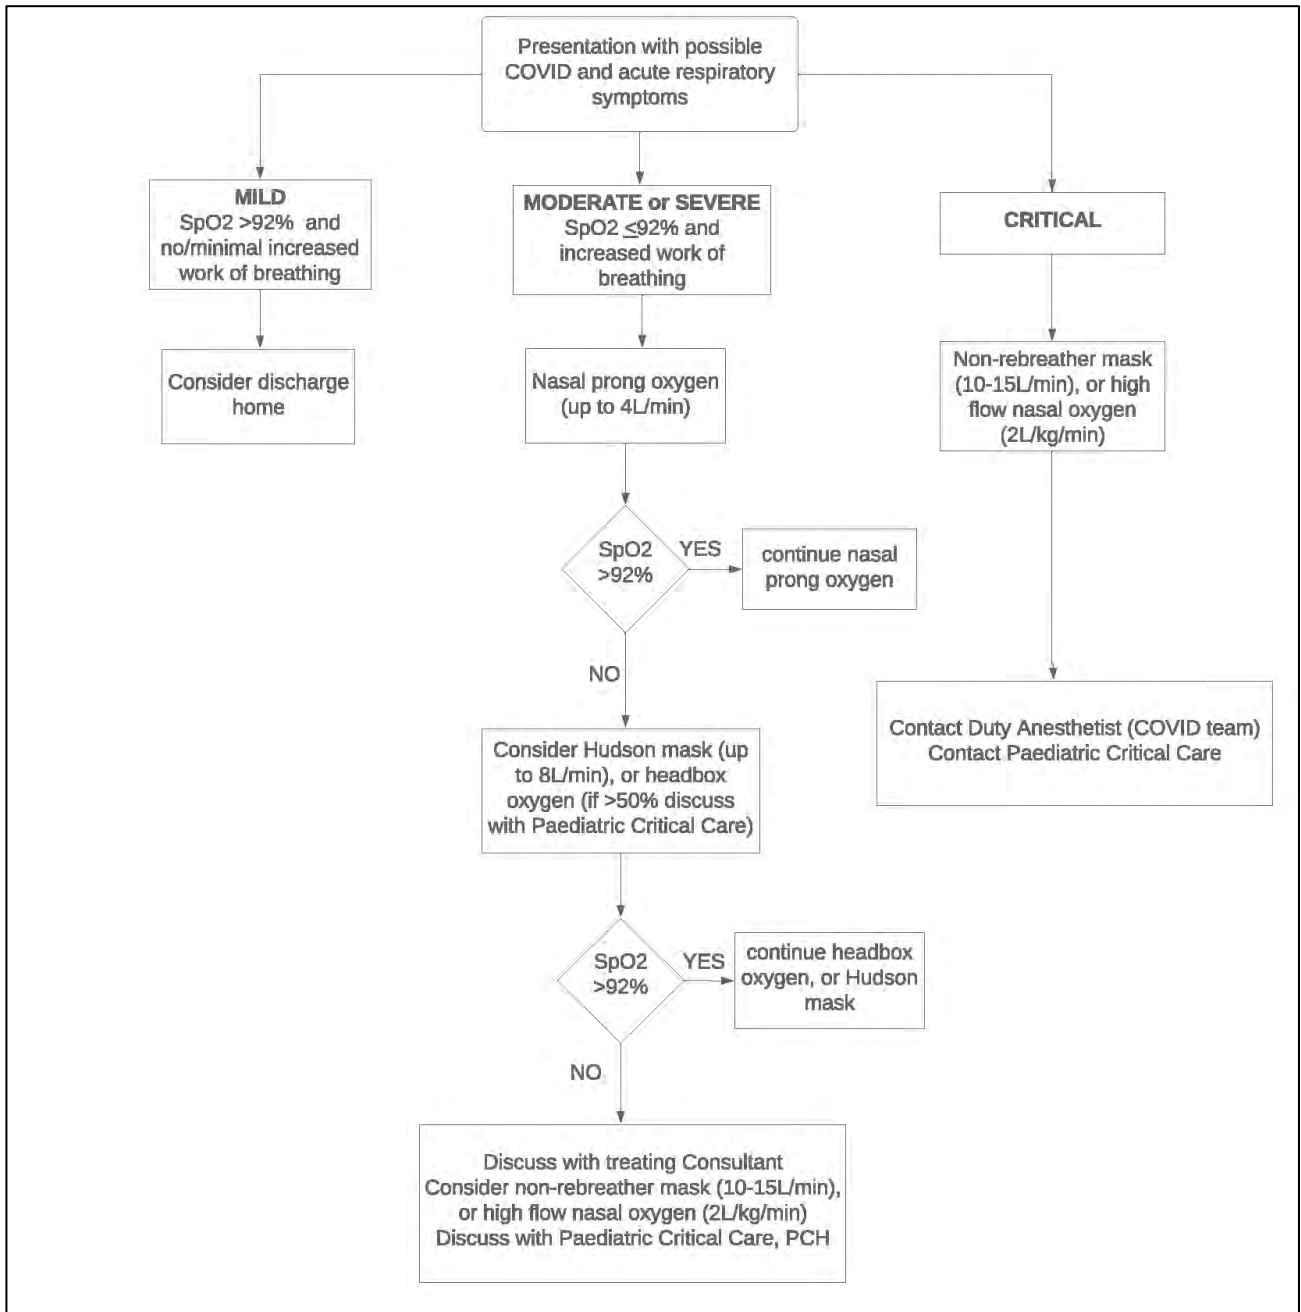 Presentation with possible
COVID and acute respiratory
symptoms
MILD
SpO2 >92% and
no/minimal increased
work of breathing
MODERATE or SEVERE
SpO2 ≤92% and
increased work of
breathing
CRITICAL
Consider discharge
home
Nasal prong oxygen
(up to 4L/min)
Non-rebreather mask
(10-15L/min), or high
flow nasal oxygen
(2L/kg/min)
SpO2
>92%
YES
continue nasal
prong oxygen
NO
Contact Duty Anesthetist (COVID team)
Contact Paediatric Critical Care
Consider Hudson mask (up
to 8L/min), or headbox
oxygen (if >50% discuss
with Paediatric Critical Care)
SpO2
>92%
YES
continue headbox
oxygen, or Hudson
mask
NO
Discuss with treating Consultant
Consider non-rebreather mask (10-15L/min),
or high flow nasal oxygen (2L/kg/min)
Discuss with Paediatric Critical Care, PCH